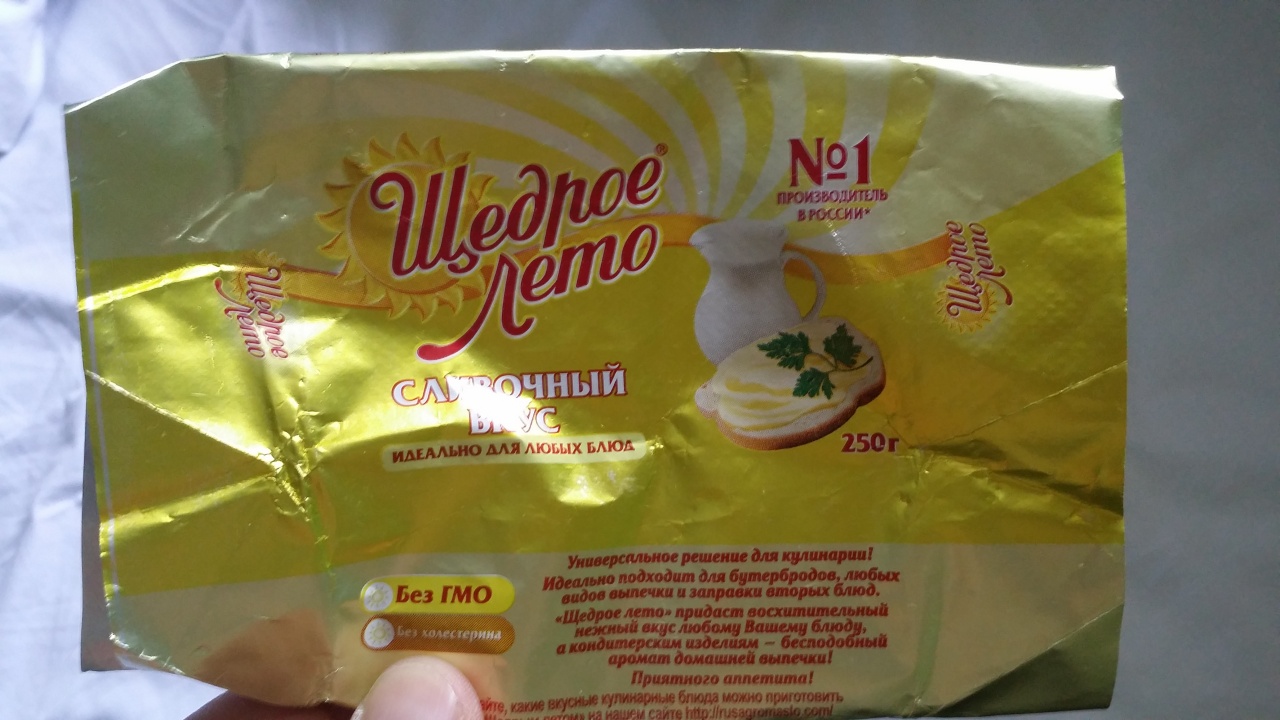 Щедрое®
лето
№1
ПРОИЗВОДИТЕЛЬ
В РОССИИ*
Щедрое
лето
Щедрое
лето
СЛИВОЧНЫЙ
ВКУС
ИДЕАЛЬНО ДЛЯ ЛЮБЫХ БЛЮД
250г
Без ГМО
Без холестерина
Универсальное решение для кулинарии!
Идеально подходит для бутербродов, любых
видов выпечки и заправки вторых блюд.
«Щедрое лето» придаст восхитительный
нежный вкус любому Вашему блюду,
а кондитерским изделиям – бесподобный
аромат домашней выпечки!
Приятного аппетита!
какие вкусные кулинарные блюда можно приготовить
на нашем сайте http://rusagromaslo.com/